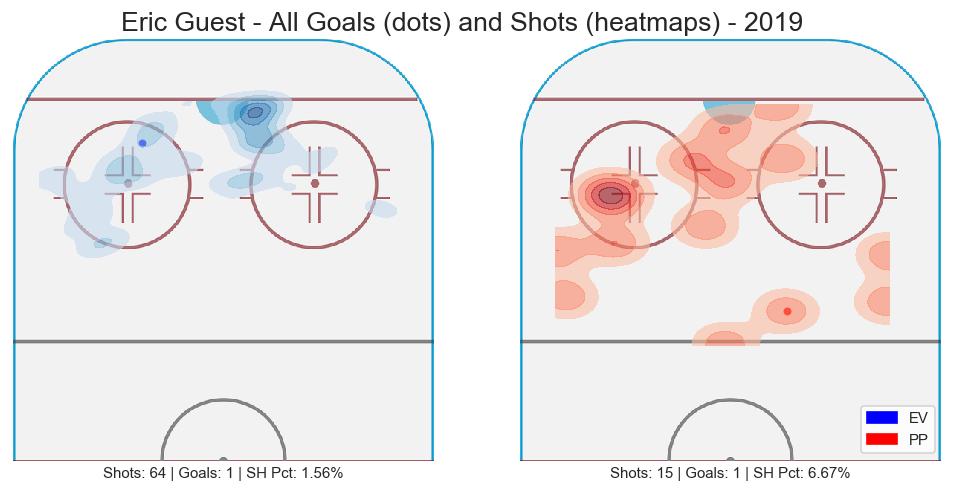 Eric Guest - All Goals (dots) and Shots (heatmaps) - 2019
EV
PP
Shots: 64 | Goals: 1 | SH Pct: 1.56%
Shots: 15 | Goals: 1 | SH Pct: 6.67%